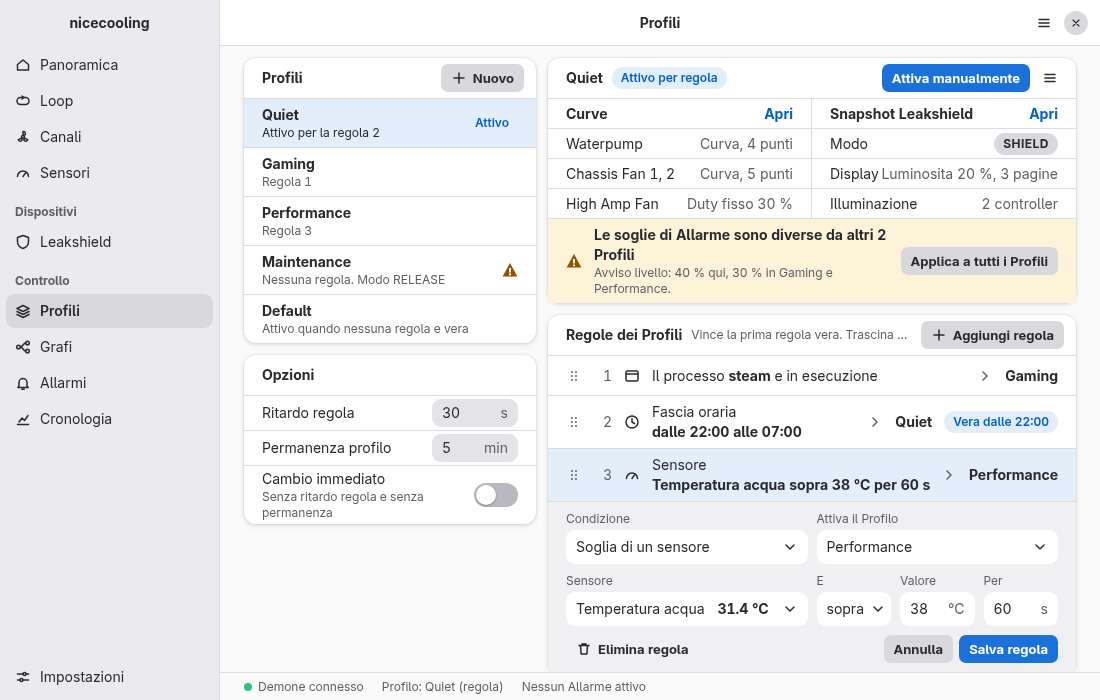 nicecooling
Profili
Panoramica
Loop
Canali
Sensori
Dispositivi
Leakshield
Controllo
Profili
Grafi
Allarmi
Cronologia
Impostazioni
Profili
Nuovo
Quiet
Attivo per la regola 2
Attivo
Gaming
Regola 1
Performance
Regola 3
Maintenance
Nessuna regola. Modo RELEASE
Default
Attivo quando nessuna regola e vera
Opzioni
Ritardo regola 30 s
Permanenza profilo 5 min
Cambio immediato
Senza ritardo regola e senza
permanenza
Quiet Attivo per regola Attiva manualmente
Curve Apri
Waterpump Curva, 4 punti
Chassis Fan 1, 2 Curva, 5 punti
High Amp Fan Duty fisso 30 %
Snapshot Leakshield Apri
Modo SHIELD
Display Luminosita 20 %, 3 pagine
Illuminazione 2 controller
Le soglie di Allarme sono diverse da altri 2
Profili
Avviso livello: 40 % qui, 30 % in Gaming e
Performance.
Applica a tutti i Profili
Regole dei Profili Vince la prima regola vera. Trascina ... Aggiungi regola
1 Il processo steam e in esecuzione Gaming
2 Fascia oraria
dalle 22:00 alle 07:00 Quiet Vera dalle 22:00
3 Sensore
Temperatura acqua sopra 38 °C per 60 s Performance
Condizione Attiva il Profilo
Soglia di un sensore Performance
Sensore E Valore Per
Temperatura acqua 31.4 °C sopra 38 °C 60 s
Elimina regola Annulla Salva regola
Demone connesso Profilo: Quiet (regola) Nessun Allarme attivo